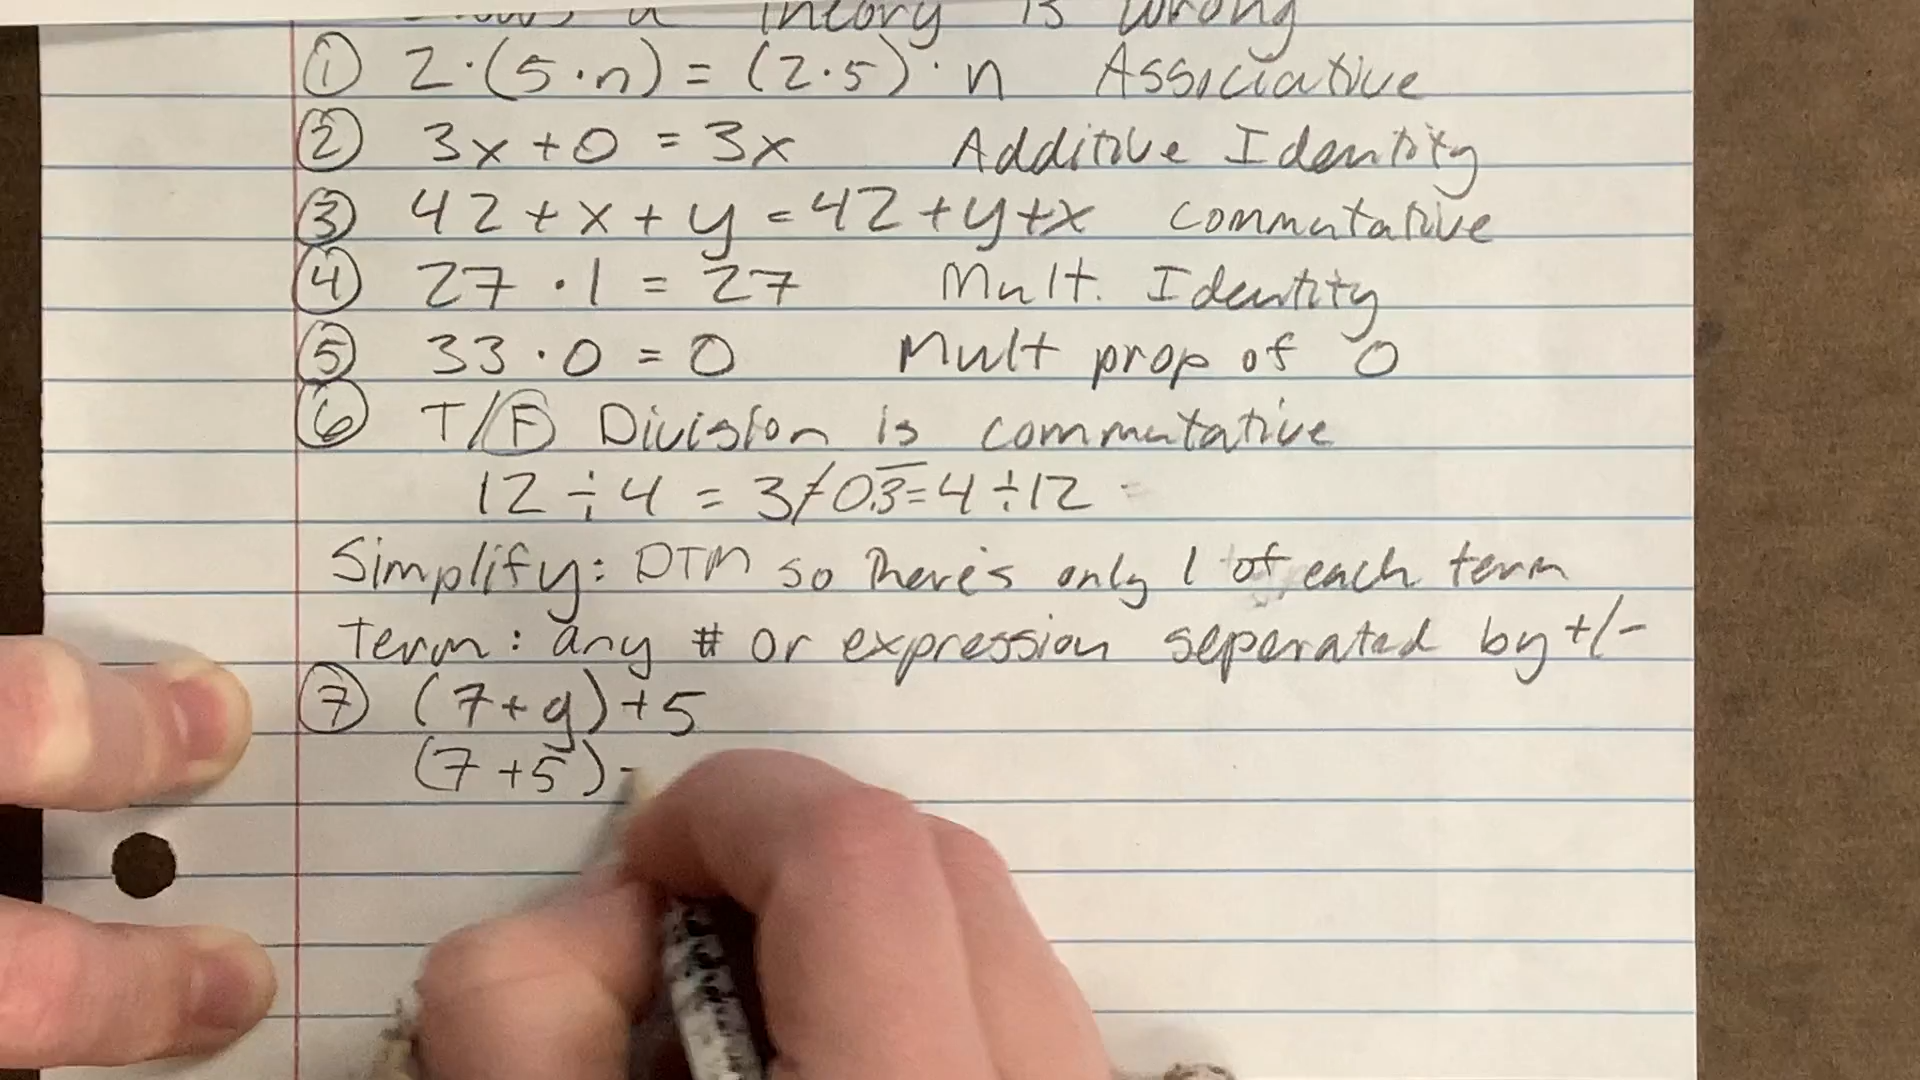 a theory is wrong
① 2·(5·n) = (2·5)·n Associative
② 3x+0 = 3x Additive Identity
③ 42+x+y = 42+y+x commutative
④ 27·1 = 27 Mult. Identity
⑤ 33·0 = 0 Mult prop of 0
⑥ T/F Division is commutative
12÷4 = 3≠0.3̅=4÷12 =
Simplify: DTM so there's only 1 of each term
Term: any # or expression seperated by +/-
⑦ (7+g)+5
(7+5)